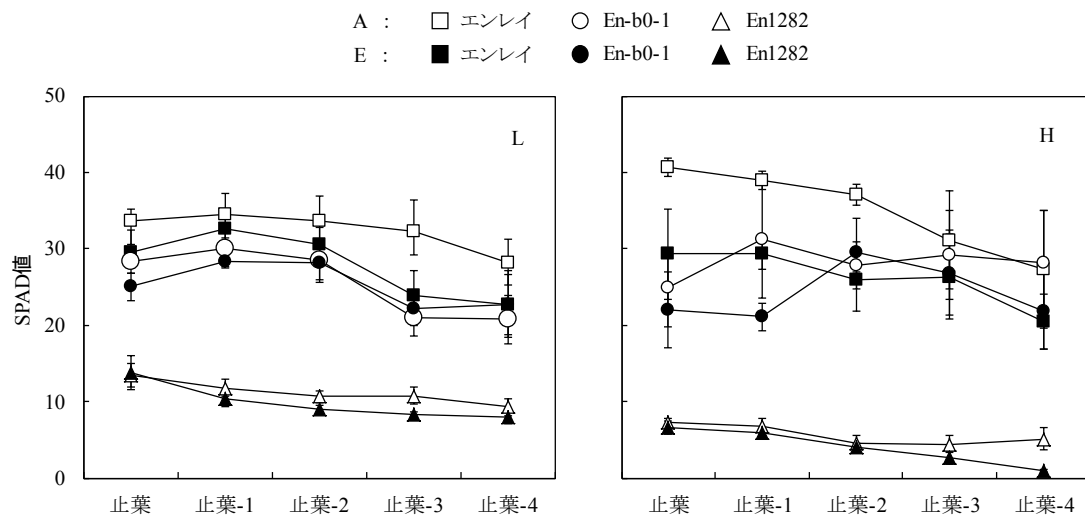 A : □ エンレイ ○ En-b0-1 △ En1282
E : ■ エンレイ ● En-b0-1 ▲ En1282
SPAD値
50
40
30
20
10
0
L
H
止葉 止葉-1 止葉-2 止葉-3 止葉-4
止葉 止葉-1 止葉-2 止葉-3 止葉-4